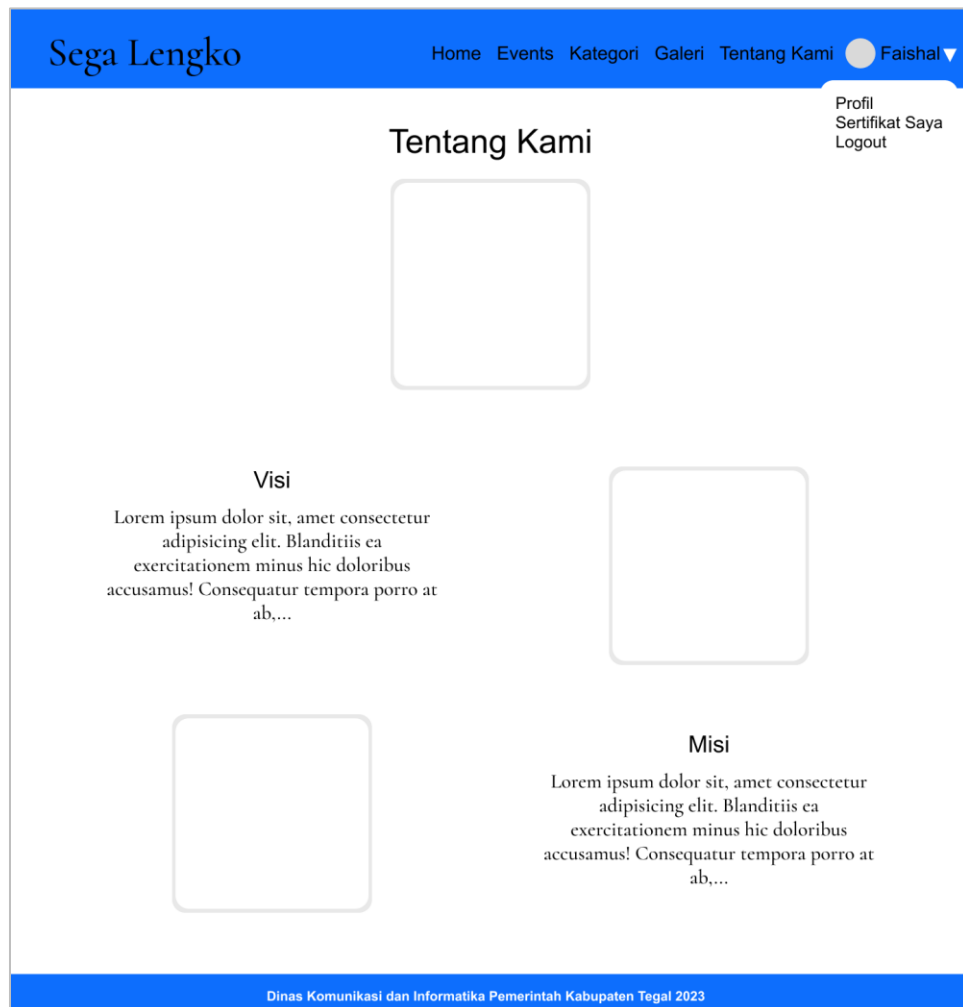 Sega Lengko
Home Events Kategori Galeri Tentang Kami Faishal
Profil
Sertifikat Saya
Logout
Tentang Kami
Visi
Lorem ipsum dolor sit, amet consectetur
adipisicing elit. Blanditiis ea
exercitationem minus hic doloribus
accusamus! Consequatur tempora porro at
ab,...
Misi
Lorem ipsum dolor sit, amet consectetur
adipisicing elit. Blanditiis ea
exercitationem minus hic doloribus
accusamus! Consequatur tempora porro at
ab,...
Dinas Komunikasi dan Informatika Pemerintah Kabupaten Tegal 2023